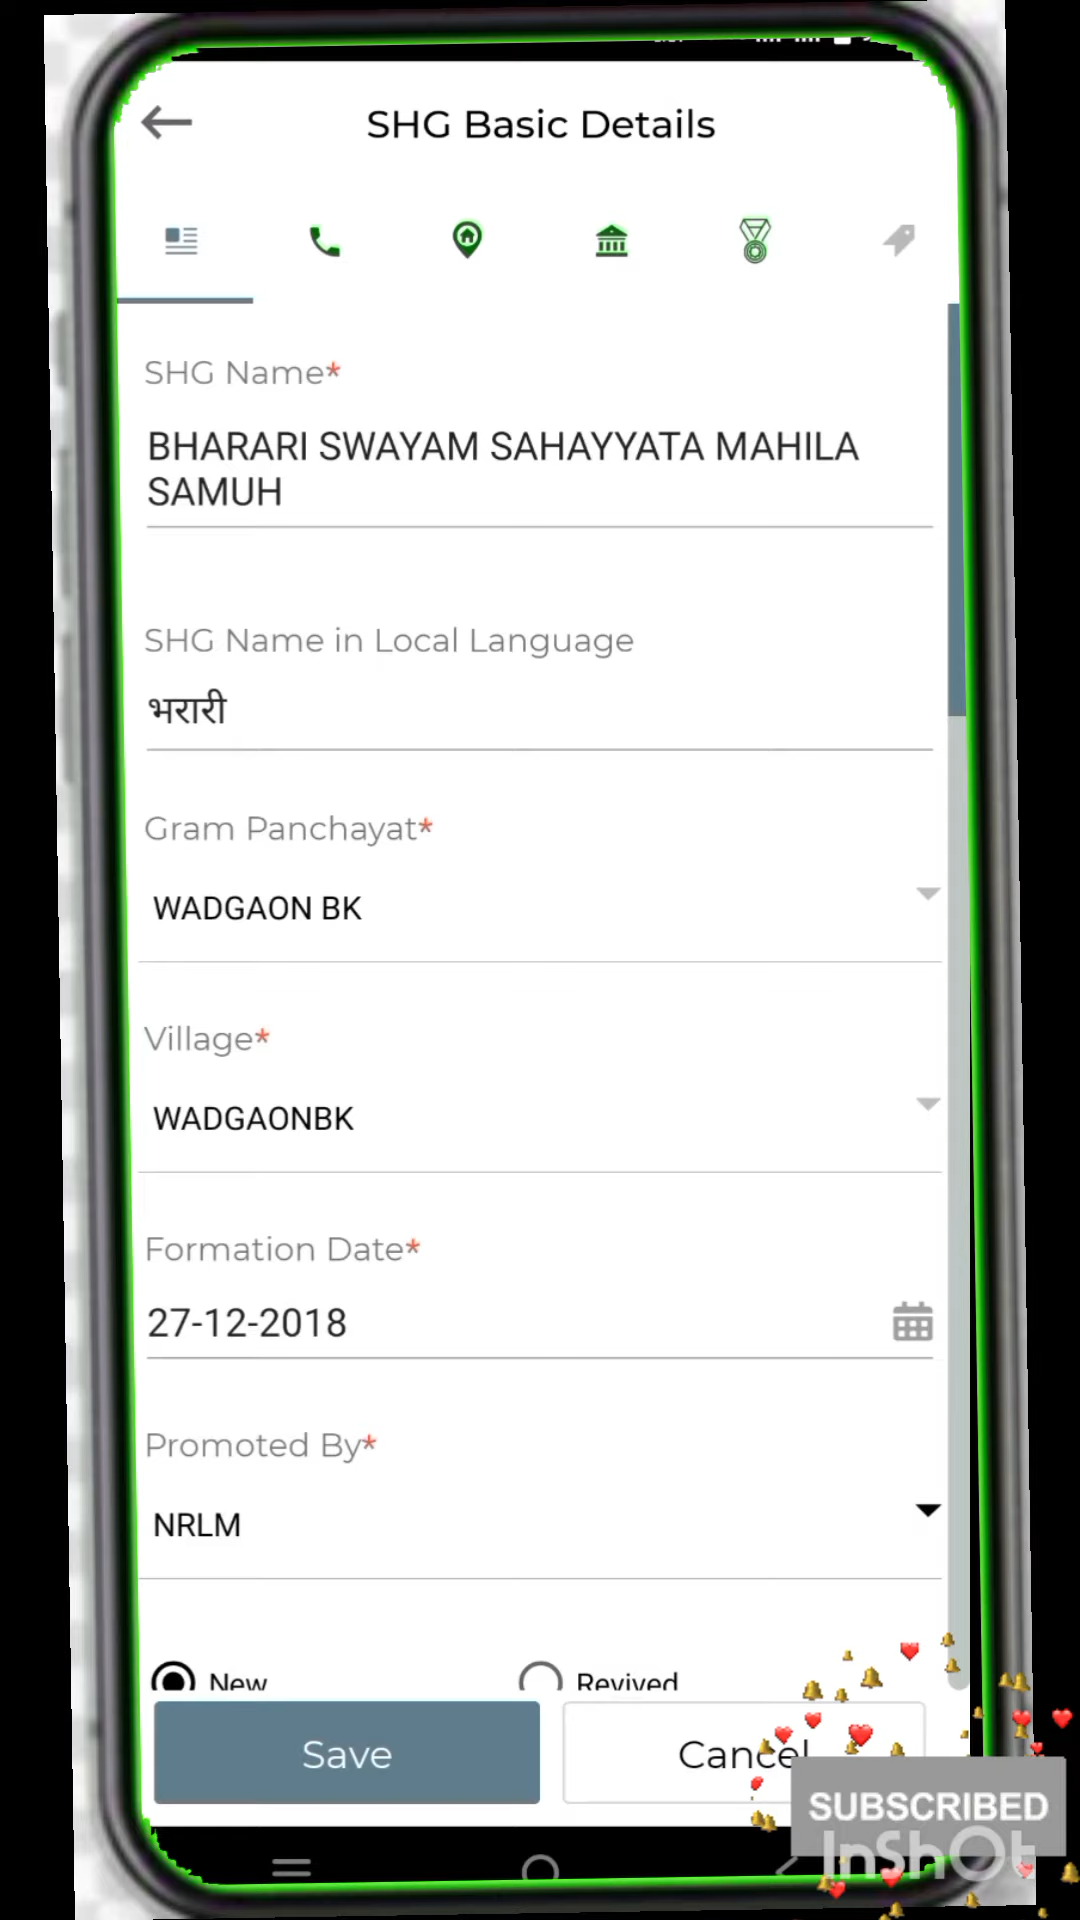 SHG Basic Details
SHG Name*
BHARARI SWAYAM SAHAYYATA MAHILA
SAMUH
SHG Name in Local Language
भरारी
Gram Panchayat*
WADGAON BK
Village*
WADGAONBK
Formation Date*
27-12-2018
Promoted By*
NRLM
New Revived
Save Cancel
SUBSCRIBED
InShOt